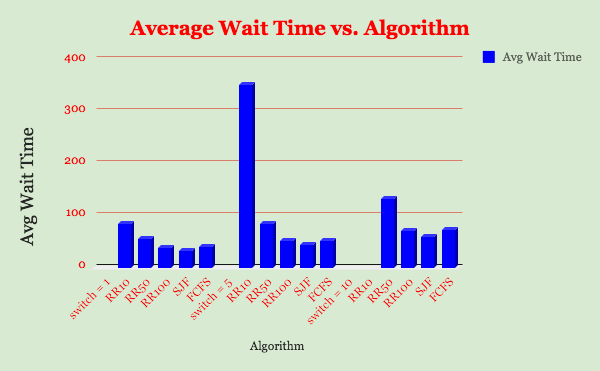 Average Wait Time vs. Algorithm
Avg Wait Time
Avg Wait Time
400
300
200
100
0
switch = 1
RR10
RR50
RR100
SJF
FCFS
switch = 5
RR10
RR50
RR100
SJF
FCFS
switch = 10
RR10
RR50
RR100
SJF
FCFS
Algorithm